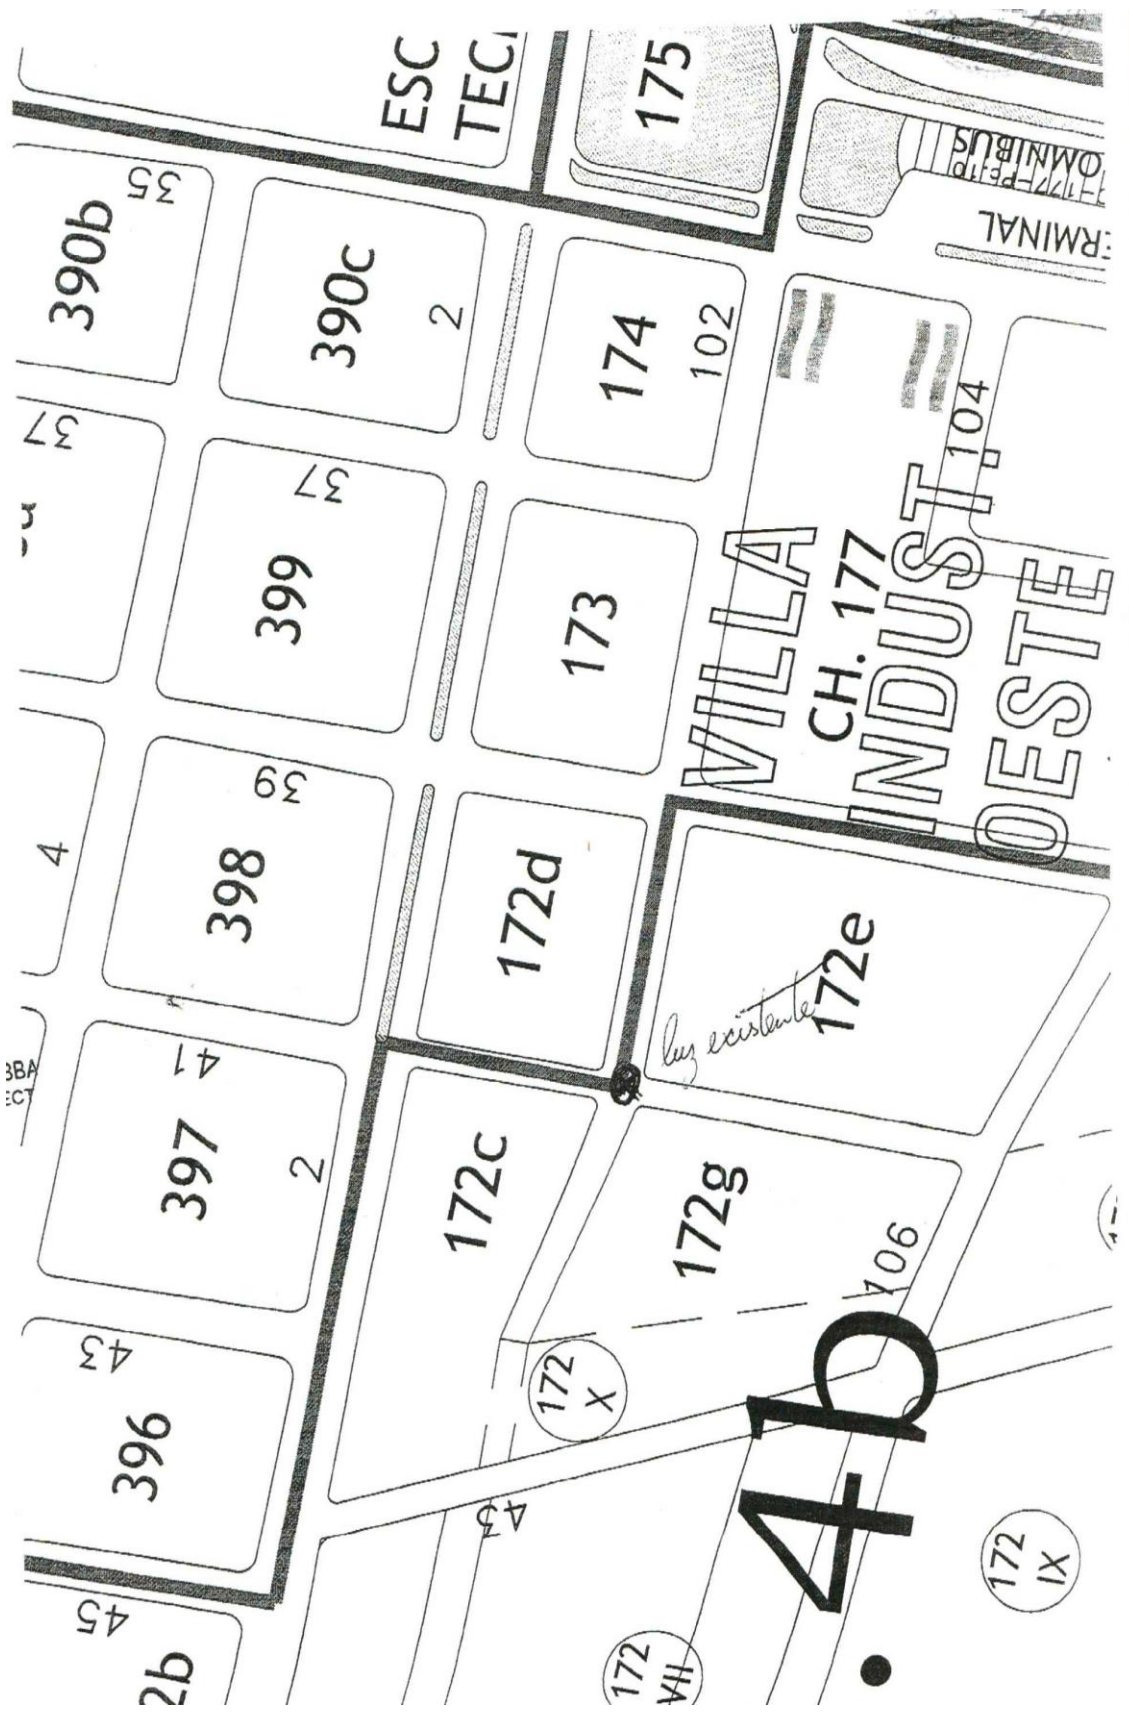 ESC
TECI
175
OMNIBUS
TERMINAL
35
390b
390c
2
174
102
37
37
399
173
104
VILLA
CH. 177
INDUST.
OESTE
39
4
398
172d
172e
luz existente
41
397
2
172c
172g
106
43
396
172
X
4b
43
172
IX
45
2b
172
VII